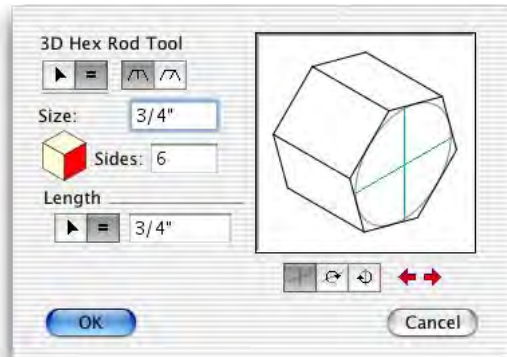 3D Hex Rod Tool
=
Size: 3/4"
Sides: 6
Length
= 3/4"
OK
Cancel